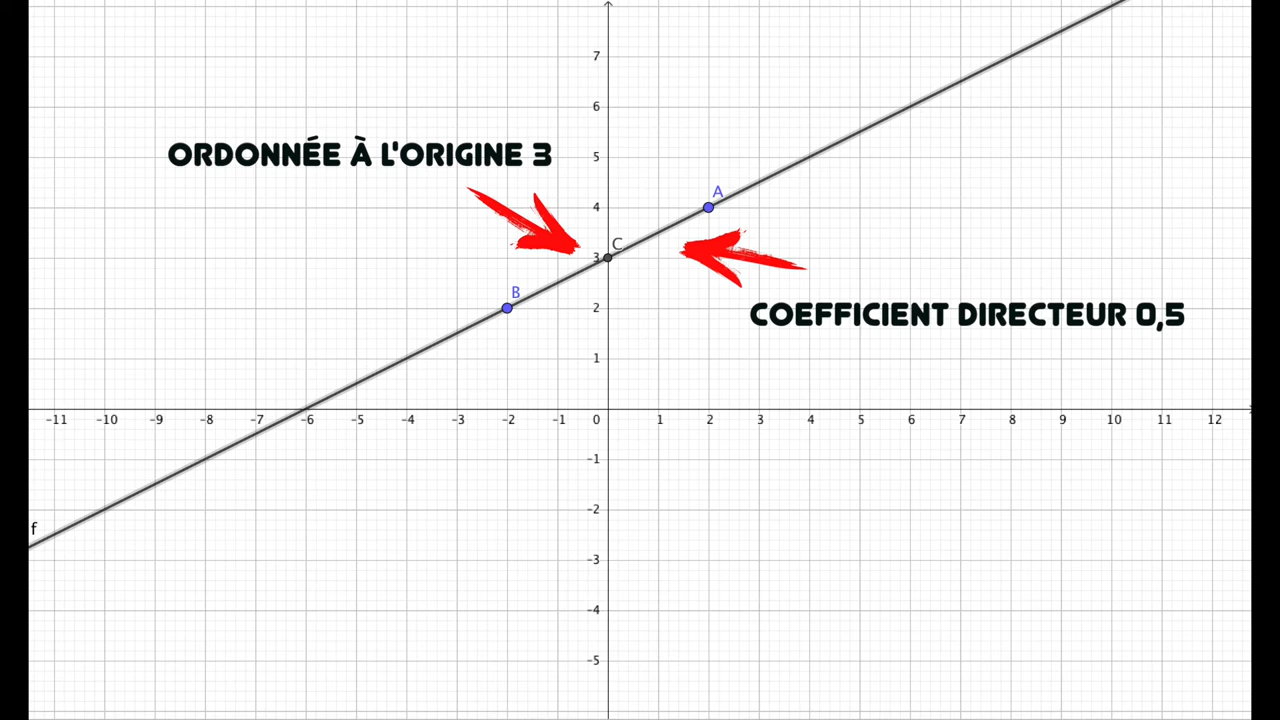 7
6
ORDONNÉE À L'ORIGINE 3
5
A
4
C
3
B
2
COEFFICIENT DIRECTEUR 0,5
1
-11 -10 -9 -8 -7 -6 -5 -4 -3 -2 -1 0 1 2 3 4 5 6 7 8 9 10 11 12
-1
-2
f
-3
-4
-5